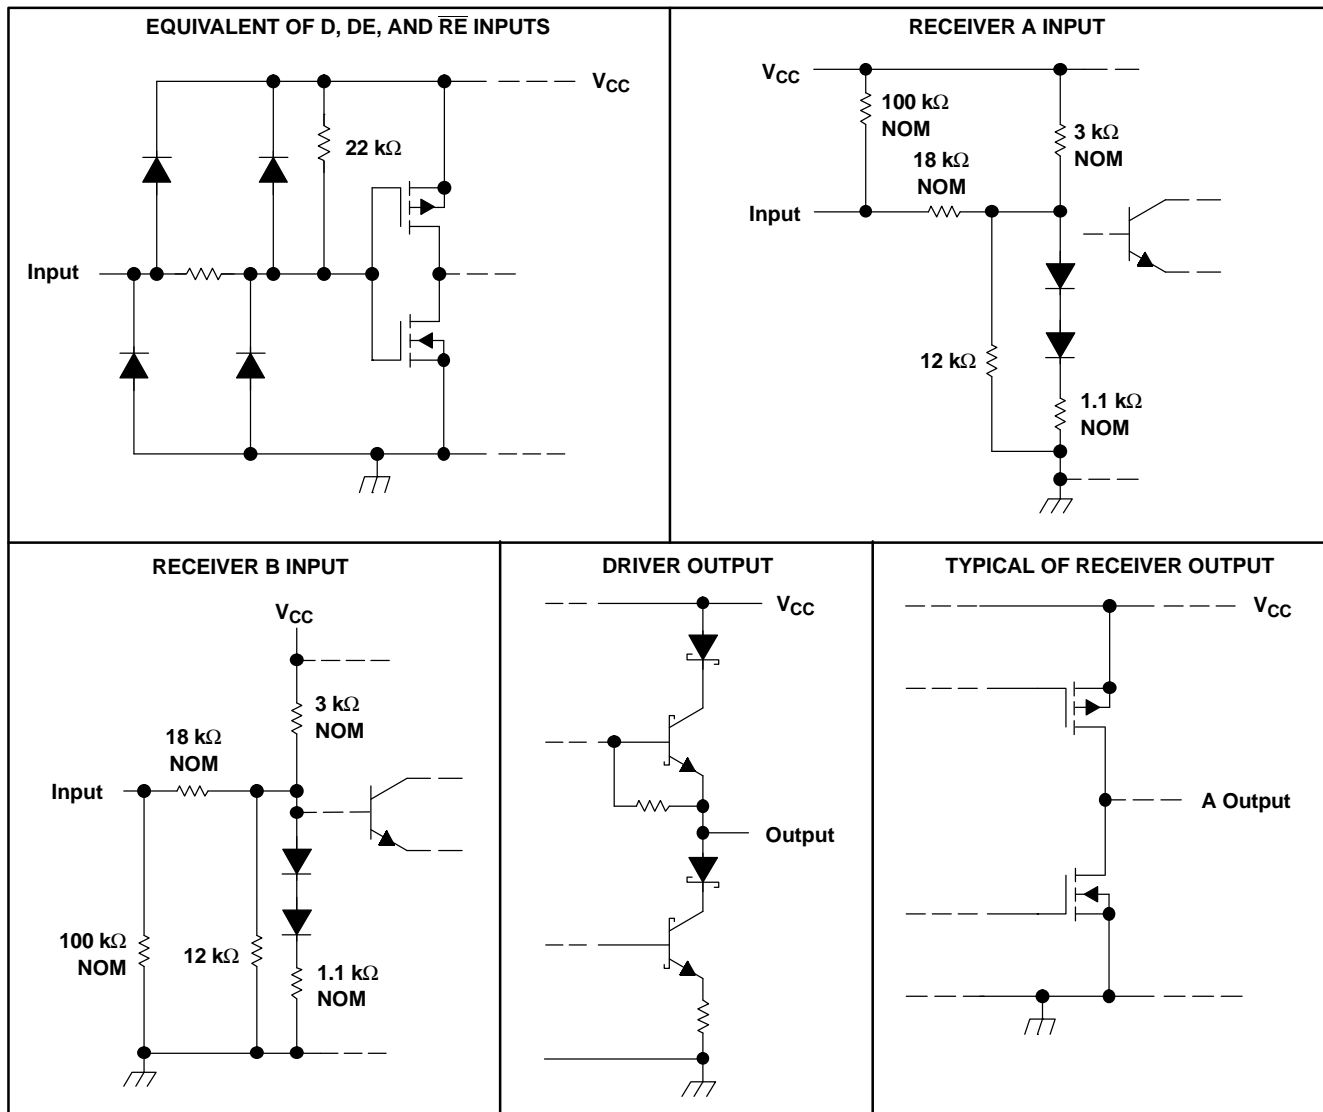 EQUIVALENT OF D, DE, AND R̅E̅ INPUTS
VCC
22 kΩ
Input
RECEIVER A INPUT
VCC
100 kΩ
NOM
3 kΩ
NOM
18 kΩ
NOM
Input
12 kΩ
1.1 kΩ
NOM
RECEIVER B INPUT
VCC
3 kΩ
NOM
18 kΩ
NOM
Input
100 kΩ
NOM
12 kΩ
1.1 kΩ
NOM
DRIVER OUTPUT
VCC
Output
TYPICAL OF RECEIVER OUTPUT
VCC
A Output